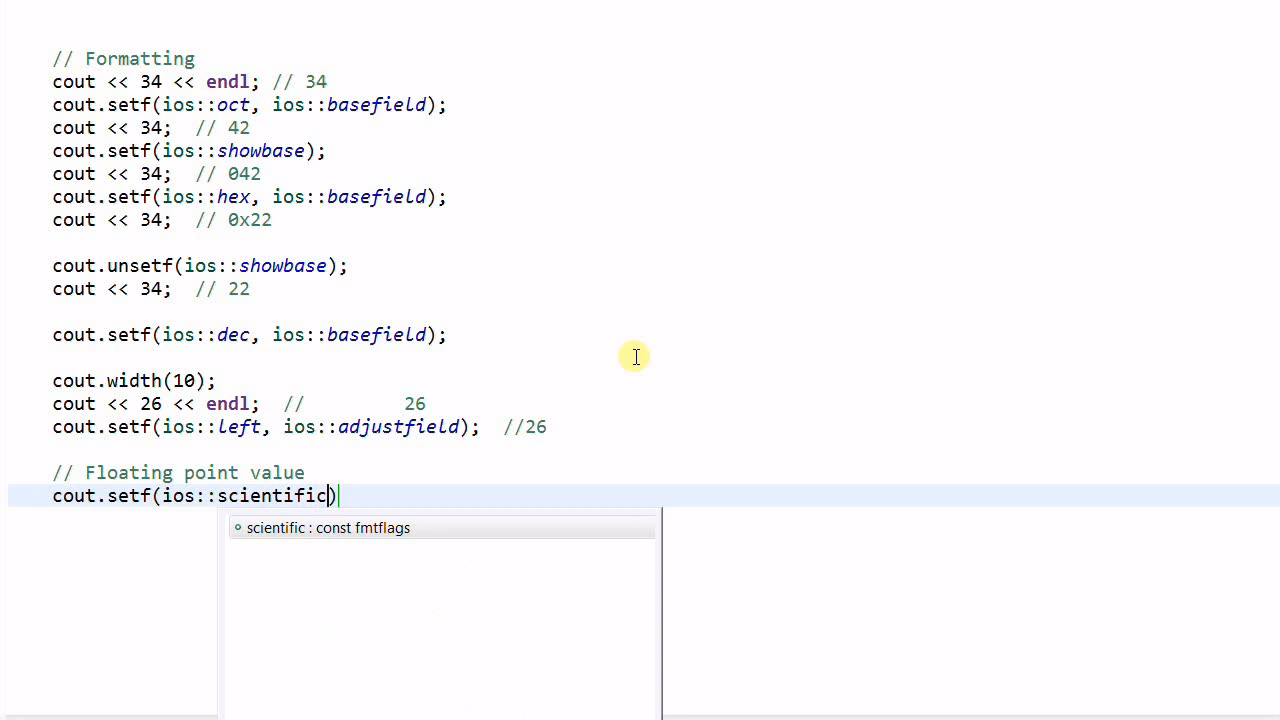 // Formatting
cout << 34 << endl; // 34
cout.setf(ios::oct, ios::basefield);
cout << 34;  // 42
cout.setf(ios::showbase);
cout << 34;  // 042
cout.setf(ios::hex, ios::basefield);
cout << 34;  // 0x22
cout.unsetf(ios::showbase);
cout << 34;  // 22
cout.setf(ios::dec, ios::basefield);
cout.width(10);
cout << 26 << endl;  //         26
cout.setf(ios::left, ios::adjustfield);  //26
// Floating point value
cout.setf(ios::scientific)
scientific : const fmtflags